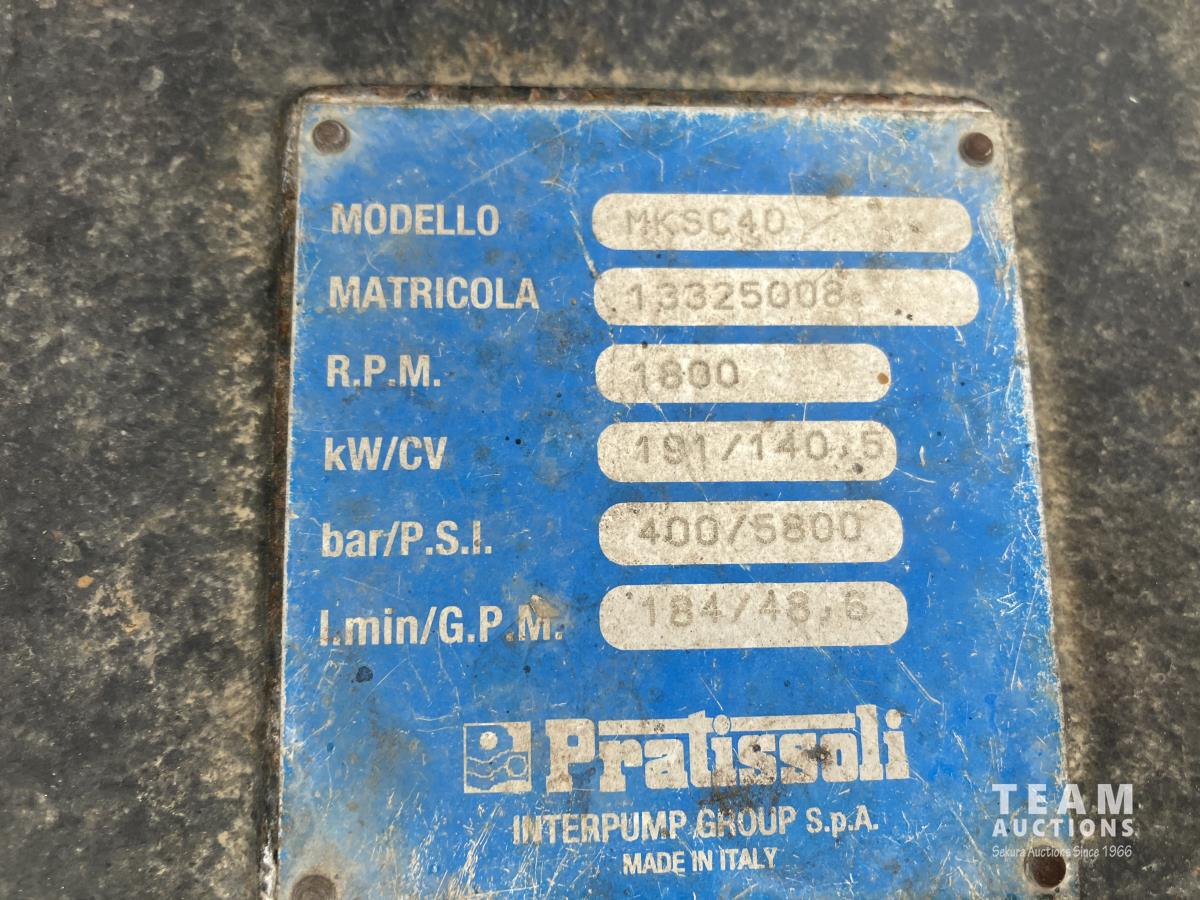 MODELLO MKSC40
MATRICOLA 13325008
R.P.M. 1800
kW/CV 191/140,5
bar/P.S.I. 400/5800
l.min/G.P.M. 184/48,6
Pratissoli
INTERPUMP GROUP S.p.A.
MADE IN ITALY
TEAM
AUCTIONS
Sakura Auctions Since 1966